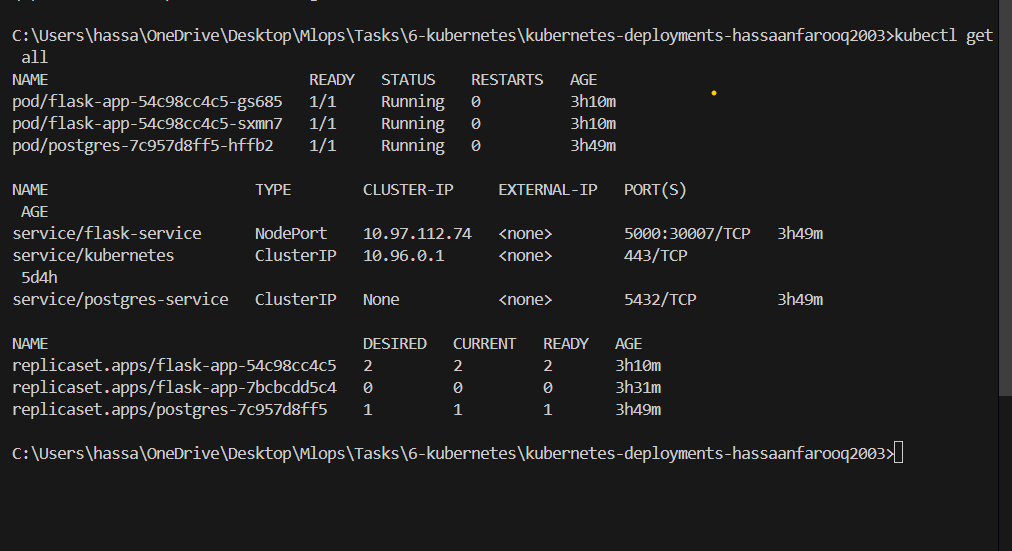 C:\Users\hassa\OneDrive\Desktop\Mlops\Tasks\6-kubernetes\kubernetes-deployments-hassaanfarooq2003>kubectl get
 all
NAME                             READY   STATUS    RESTARTS   AGE
pod/flask-app-54c98cc4c5-gs685   1/1     Running   0          3h10m
pod/flask-app-54c98cc4c5-sxmn7   1/1     Running   0          3h10m
pod/postgres-7c957d8ff5-hffb2    1/1     Running   0          3h49m

NAME                       TYPE        CLUSTER-IP     EXTERNAL-IP   PORT(S)
 AGE
service/flask-service      NodePort    10.97.112.74   <none>        5000:30007/TCP   3h49m
service/kubernetes         ClusterIP   10.96.0.1      <none>        443/TCP
 5d4h
service/postgres-service   ClusterIP   None           <none>        5432/TCP         3h49m

NAME                                   DESIRED   CURRENT   READY   AGE
replicaset.apps/flask-app-54c98cc4c5   2         2         2       3h10m
replicaset.apps/flask-app-7bcbcdd5c4   0         0         0       3h31m
replicaset.apps/postgres-7c957d8ff5    1         1         1       3h49m

C:\Users\hassa\OneDrive\Desktop\Mlops\Tasks\6-kubernetes\kubernetes-deployments-hassaanfarooq2003>